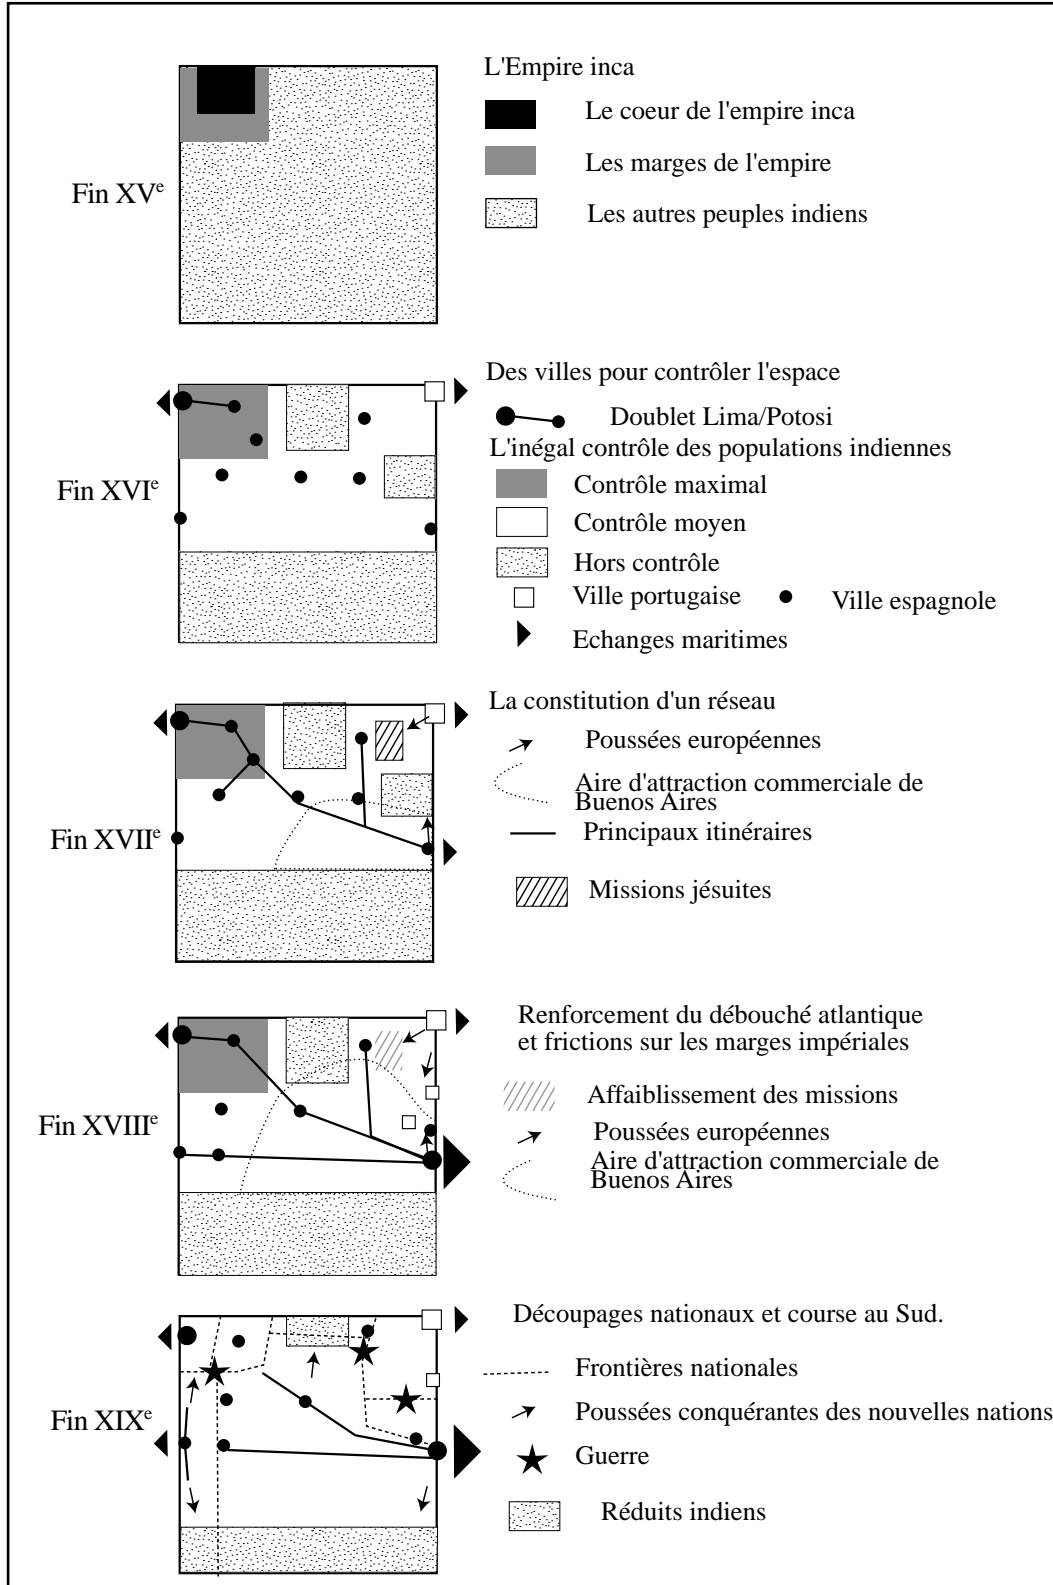 L'Empire inca
Le coeur de l'empire inca
Les marges de l'empire
Fin XVe
Les autres peuples indiens
Des villes pour contrôler l'espace
Doublet Lima/Potosi
L'inégal contrôle des populations indiennes
Contrôle maximal
Fin XVIe
Contrôle moyen
Hors contrôle
Ville portugaise
Ville espagnole
Echanges maritimes
La constitution d'un réseau
Poussées européennes
Aire d'attraction commerciale de
Buenos Aires
Fin XVIIe
Principaux itinéraires
Missions jésuites
Renforcement du débouché atlantique
et frictions sur les marges impériales
Affaiblissement des missions
Fin XVIIIe
Poussées européennes
Aire d'attraction commerciale de
Buenos Aires
Découpages nationaux et course au Sud.
Frontières nationales
Fin XIXe
Poussées conquérantes des nouvelles nations
Guerre
Réduits indiens